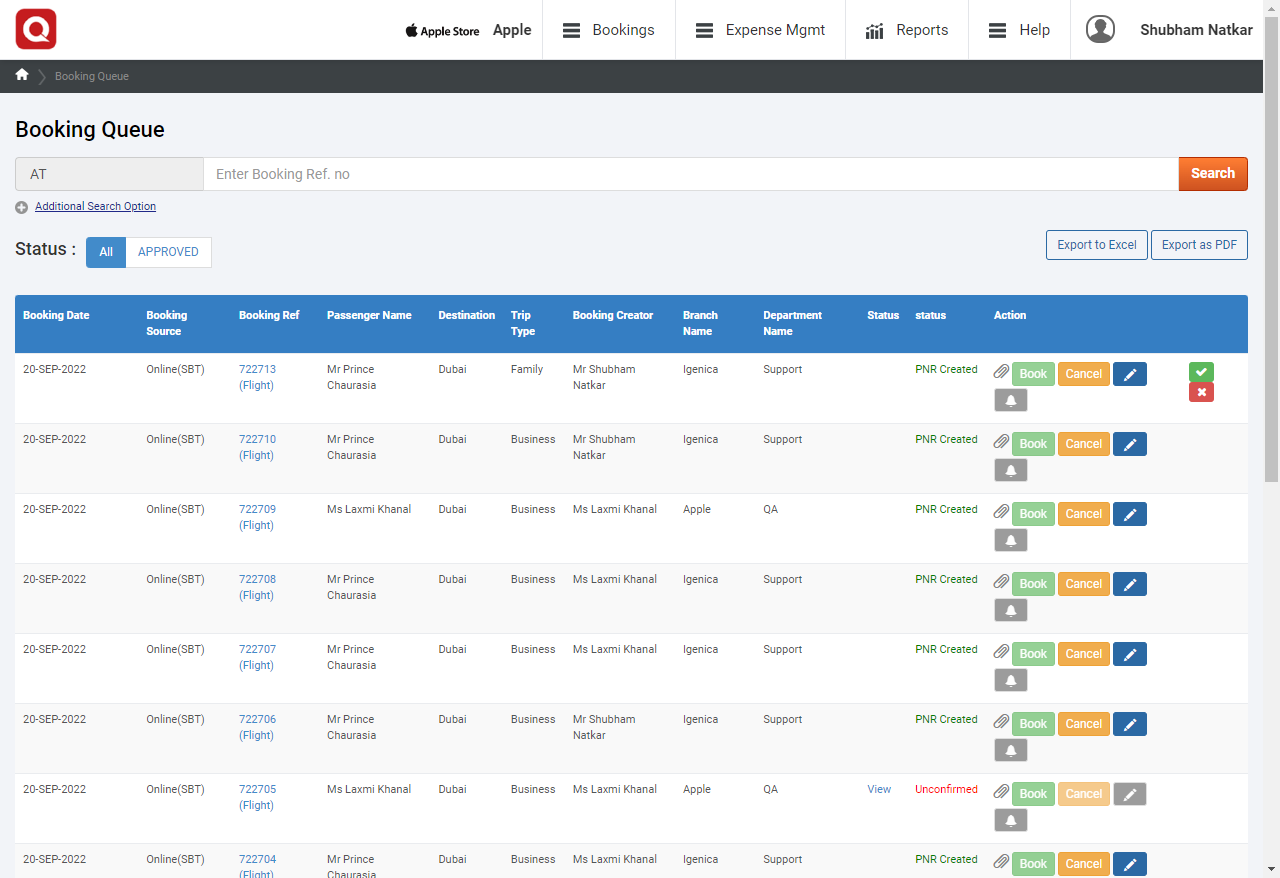 Apple Store Apple Bookings Expense Mgmt Reports Help Shubham Natkar
Booking Queue
Booking Queue
AT Enter Booking Ref. no Search
Additional Search Option
Status : All APPROVED Export to Excel Export as PDF
Booking Date Booking Source Booking Ref Passenger Name Destination Trip Type Booking Creator Branch Name Department Name Status status Action
20-SEP-2022 Online(SBT) 722713 (Flight) Mr Prince Chaurasia Dubai Family Mr Shubham Natkar Igenica Support PNR Created Book Cancel
20-SEP-2022 Online(SBT) 722710 (Flight) Mr Prince Chaurasia Dubai Business Mr Shubham Natkar Igenica Support PNR Created Book Cancel
20-SEP-2022 Online(SBT) 722709 (Flight) Ms Laxmi Khanal Dubai Business Ms Laxmi Khanal Apple QA PNR Created Book Cancel
20-SEP-2022 Online(SBT) 722708 (Flight) Mr Prince Chaurasia Dubai Business Ms Laxmi Khanal Igenica Support PNR Created Book Cancel
20-SEP-2022 Online(SBT) 722707 (Flight) Mr Prince Chaurasia Dubai Business Ms Laxmi Khanal Igenica Support PNR Created Book Cancel
20-SEP-2022 Online(SBT) 722706 (Flight) Mr Prince Chaurasia Dubai Business Mr Shubham Natkar Igenica Support PNR Created Book Cancel
20-SEP-2022 Online(SBT) 722705 (Flight) Ms Laxmi Khanal Dubai Business Ms Laxmi Khanal Apple QA View Unconfirmed Book Cancel
20-SEP-2022 Online(SBT) 722704 (Flight) Mr Prince Chaurasia Dubai Business Ms Laxmi Khanal Igenica Support PNR Created Book Cancel